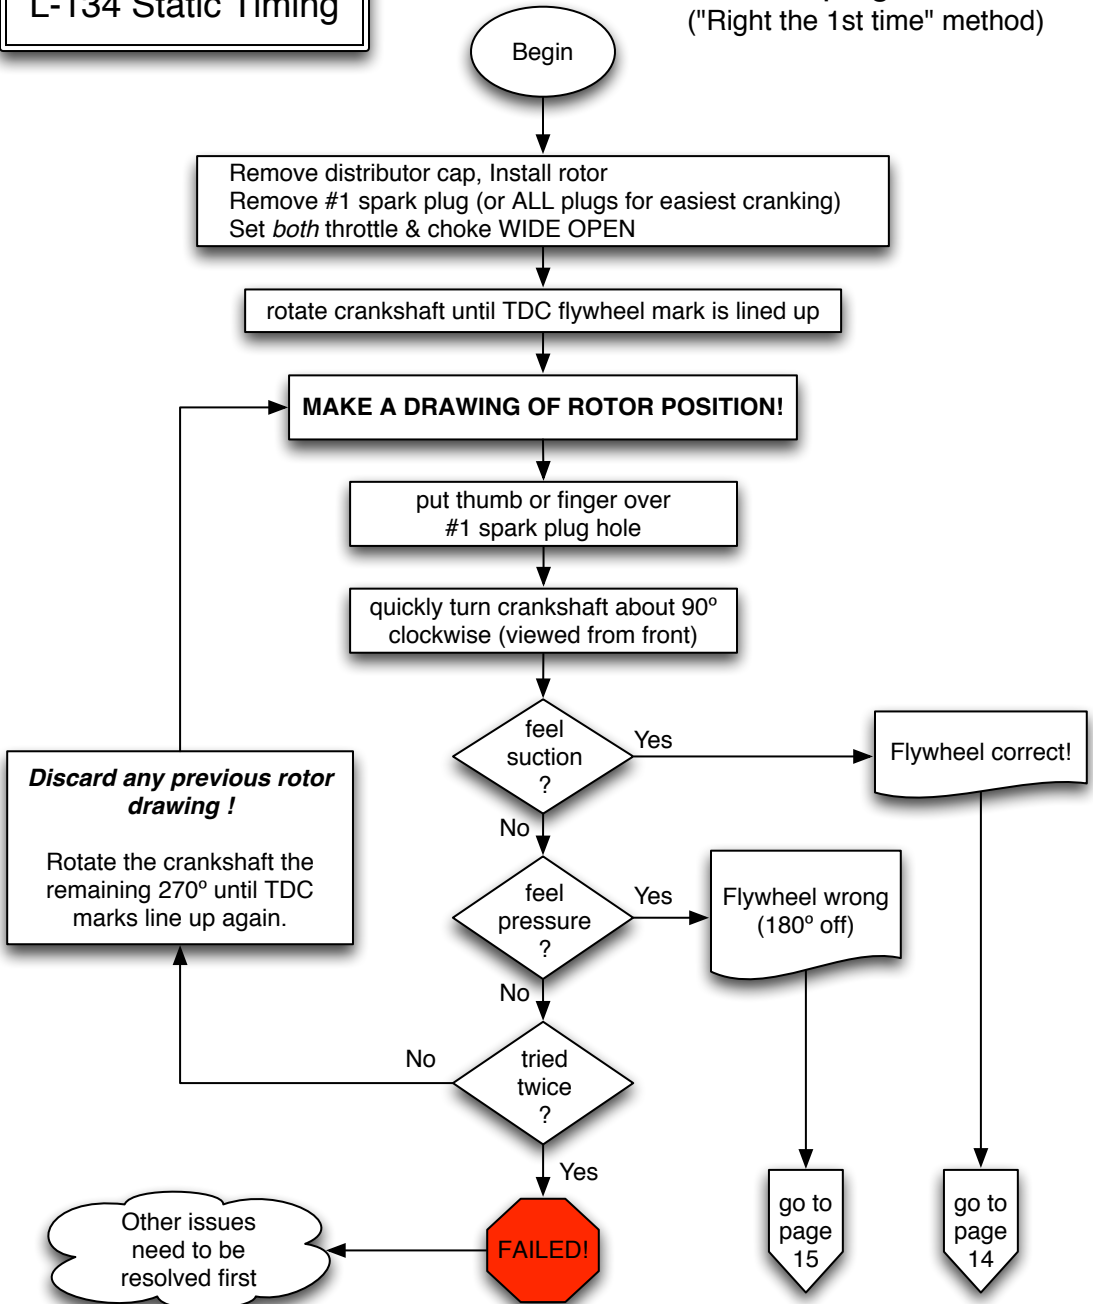 L-134 Static Timing
("Right the 1st time" method)
Begin
Remove distributor cap, Install rotor
Remove #1 spark plug (or ALL plugs for easiest cranking)
Set both throttle & choke WIDE OPEN
rotate crankshaft until TDC flywheel mark is lined up
MAKE A DRAWING OF ROTOR POSITION!
put thumb or finger over
#1 spark plug hole
quickly turn crankshaft about 90º
clockwise (viewed from front)
feel
suction
?
Yes
Flywheel correct!
No
Discard any previous rotor
drawing !
Rotate the crankshaft the
remaining 270º until TDC
marks line up again.
feel
pressure
?
Yes
Flywheel wrong
(180º off)
No
tried
twice
?
No
Yes
FAILED!
Other issues
need to be
resolved first
go to
page
15
go to
page
14